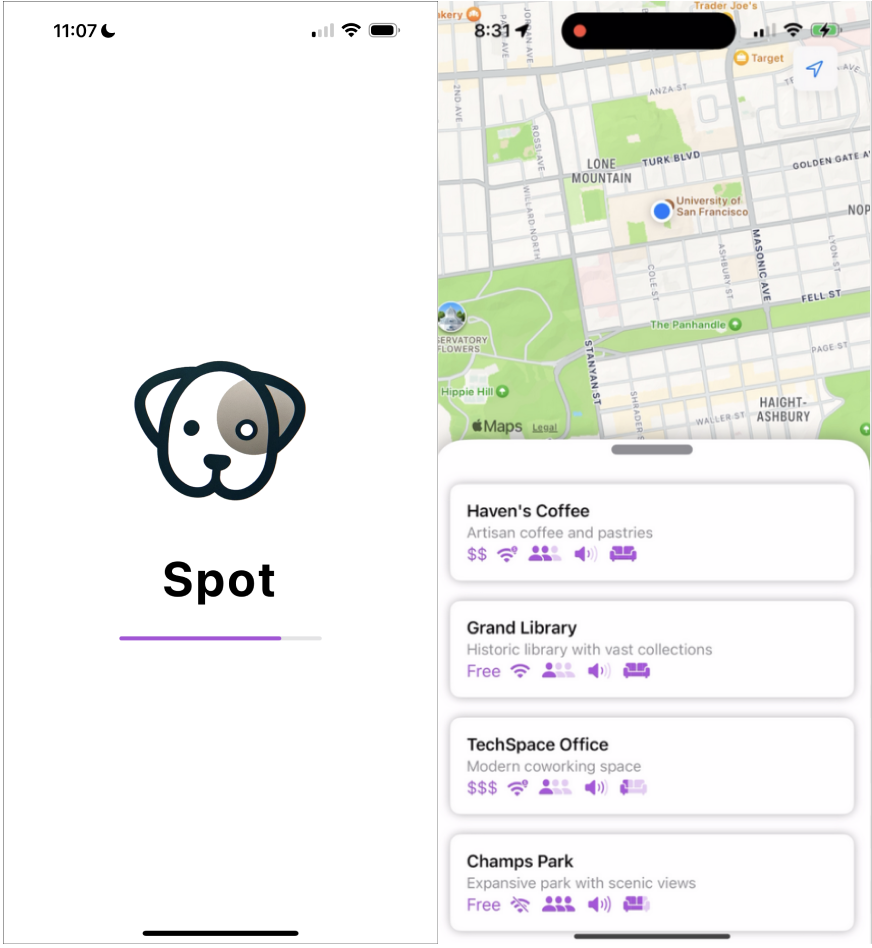 11:07
Spot
8:31
Trader Joe's
kery
Target
ANZA ST
2ND AVE
ROSSI AVE
LONE
MOUNTAIN
TURK BLVD
GOLDEN GATE A
University of
San Francisco
WILLARD NORTH
NOP
MASONIC AVE
LYON ST
ASHBURY ST
COLE ST
FELL ST
The Panhandle
SERVATORY
FLOWERS
STANYAN ST
PAGE ST
Hippie Hill
SHRADER S
HAIGHT-
ASHBURY
WALLER ST
Maps
Legal
Haven's Coffee
Artisan coffee and pastries
$$
Grand Library
Historic library with vast collections
Free
TechSpace Office
Modern coworking space
$$$
Champs Park
Expansive park with scenic views
Free